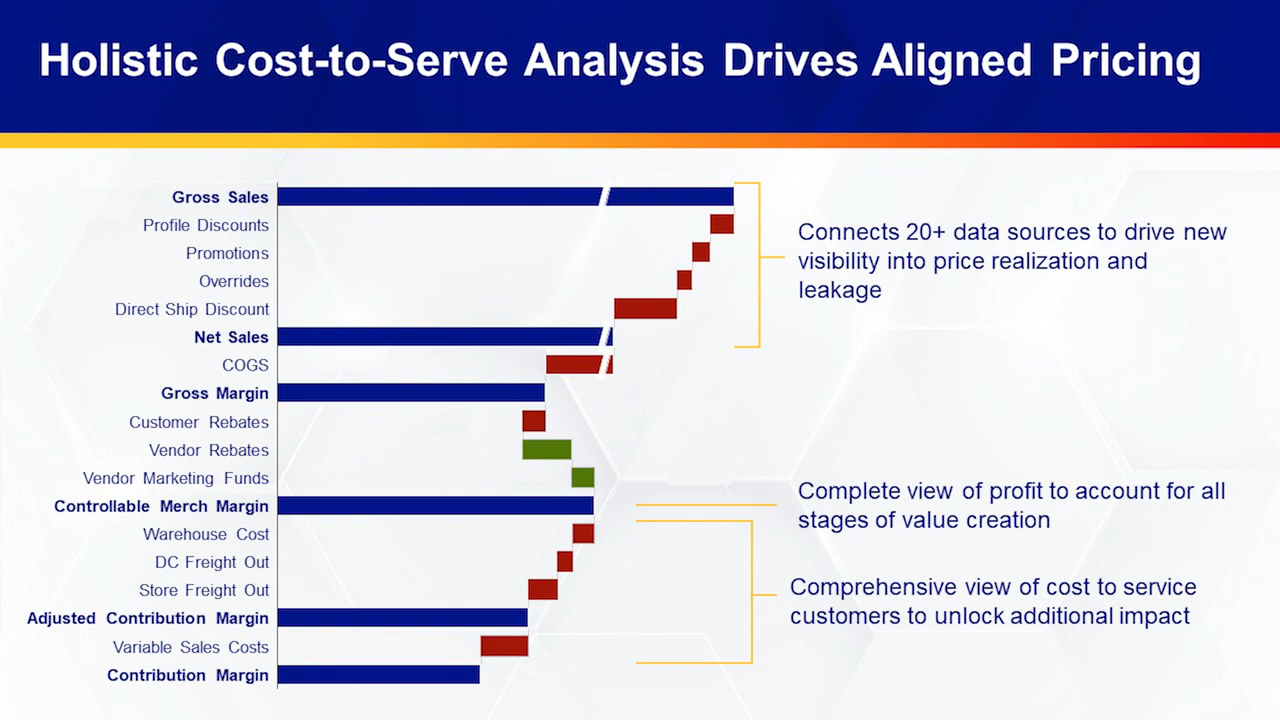 Holistic Cost-to-Serve Analysis Drives Aligned Pricing
Gross Sales
Profile Discounts
Promotions
Overrides
Direct Ship Discount
Net Sales
COGS
Gross Margin
Customer Rebates
Vendor Rebates
Vendor Marketing Funds
Controllable Merch Margin
Warehouse Cost
DC Freight Out
Store Freight Out
Adjusted Contribution Margin
Variable Sales Costs
Contribution Margin
Connects 20+ data sources to drive new
visibility into price realization and
leakage
Complete view of profit to account for all
stages of value creation
Comprehensive view of cost to service
customers to unlock additional impact